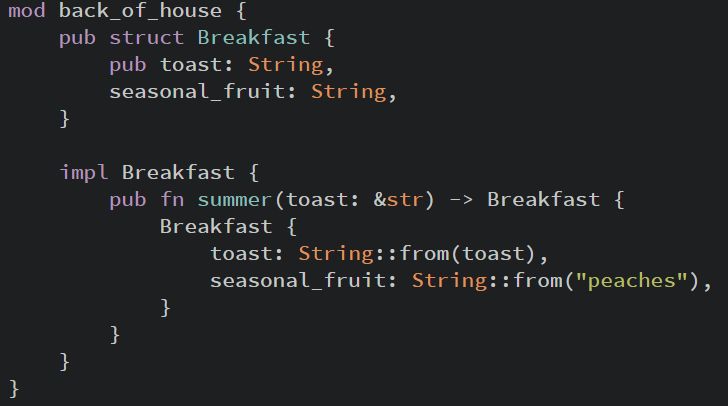 mod back_of_house {
    pub struct Breakfast {
        pub toast: String,
        seasonal_fruit: String,
    }

    impl Breakfast {
        pub fn summer(toast: &str) -> Breakfast {
            Breakfast {
                toast: String::from(toast),
                seasonal_fruit: String::from("peaches"),
            }
        }
    }
}